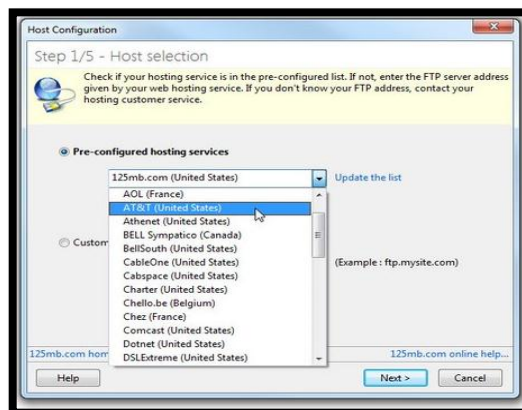 Host Configuration
Step 1/5 - Host selection
Check if your hosting service is in the pre-configured list. If not, enter the FTP server address
given by your web hosting service. If you don't know your FTP address, contact your
hosting customer service.
Pre-configured hosting services
125mb.com (United States)
Update the list
AOL (France)
AT&T (United States)
Athenet (United States)
BELL Sympatico (Canada)
BellSouth (United States)
Custom
CableOne (United States)
(Example : ftp.mysite.com)
Cabspace (United States)
Charter (United States)
Chello.be (Belgium)
Chez (France)
Comcast (United States)
Dotnet (United States)
DSLExtreme (United States)
125mb.com hom
125mb.com online help...
Help
Next >
Cancel